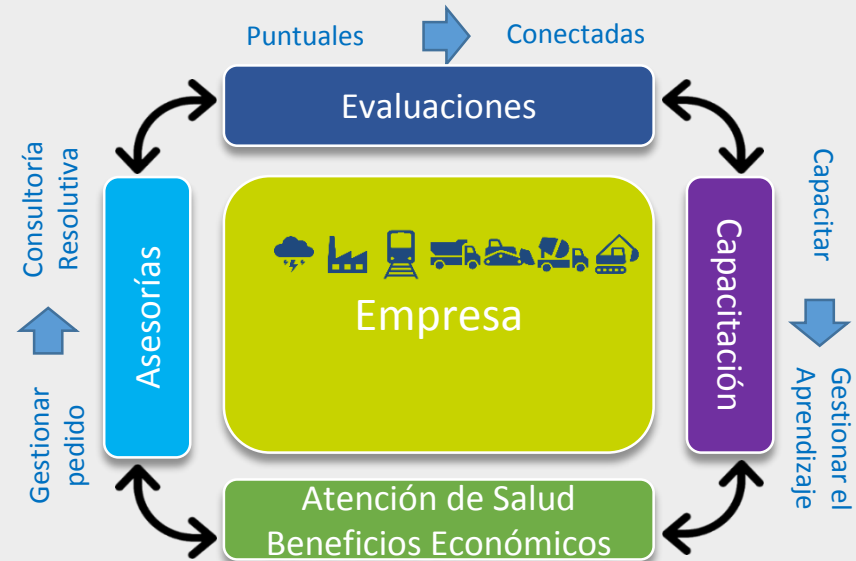 Puntuales
Conectadas
Evaluaciones
Consultoría
Resolutiva
Gestionar
pedido
Asesorías
Empresa
Capacitación
Capacitar
Gestionar el
Aprendizaje
Atención de Salud
Beneficios Económicos